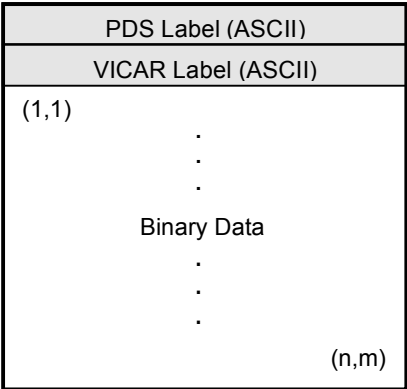 PDS Label (ASCII)
VICAR Label (ASCII)
(1,1)
.
.
.
Binary Data
.
.
.
(n,m)